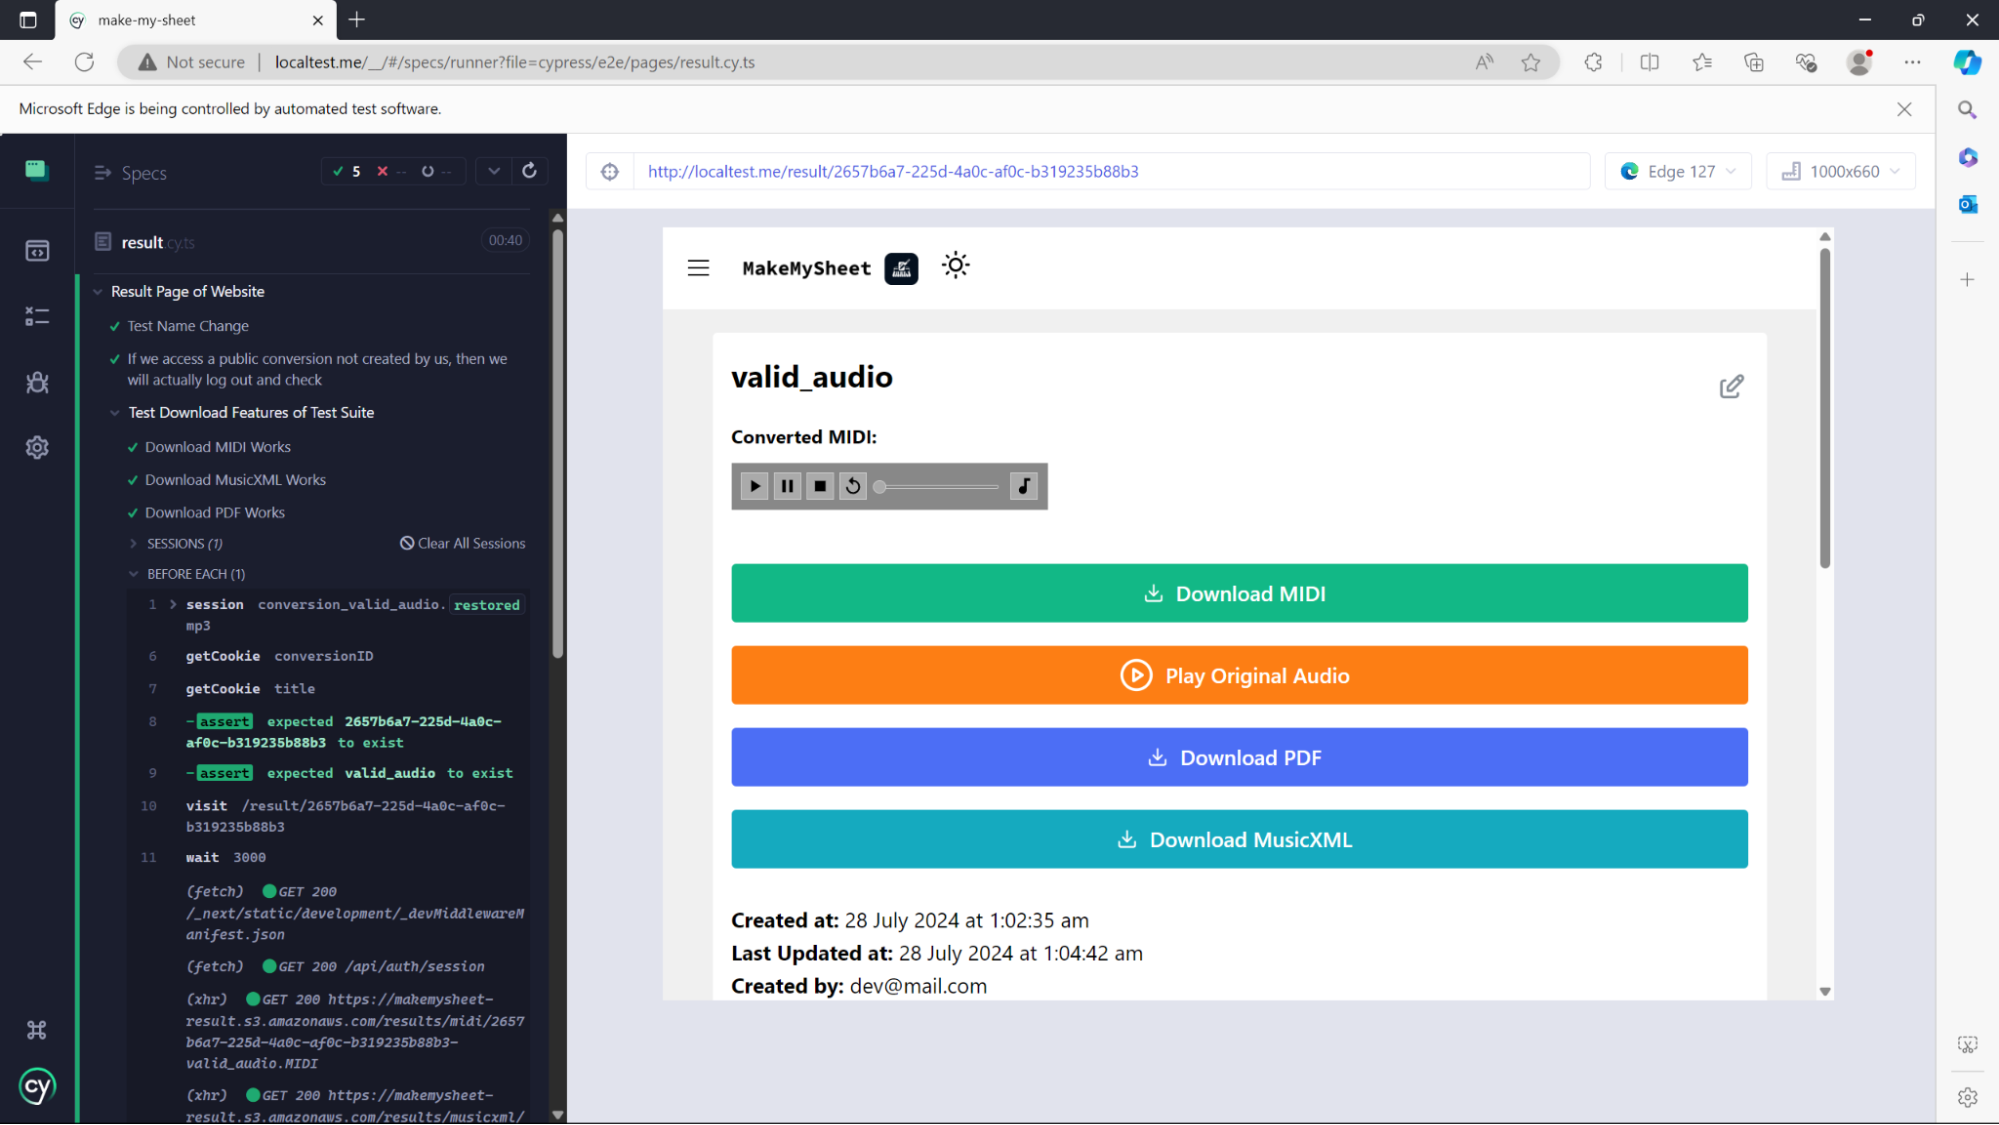 make-my-sheet
Not secure
localtest.me/__/#/specs/runner?file=cypress/e2e/pages/result.cy.ts
Microsoft Edge is being controlled by automated test software.
Specs
5 -- --
result.cy.ts
00:40
Result Page of Website
Test Name Change
If we access a public conversion not created by us, then we
will actually log out and check
Test Download Features of Test Suite
Download MIDI Works
Download MusicXML Works
Download PDF Works
SESSIONS (1)
Clear All Sessions
BEFORE EACH (1)
1 session conversion_valid_audio. restored
mp3
6 getCookie conversionID
7 getCookie title
8 -assert expected 2657b6a7-225d-4a0c-
af0c-b319235b88b3 to exist
9 -assert expected valid_audio to exist
10 visit /result/2657b6a7-225d-4a0c-af0c-
b319235b88b3
11 wait 3000
(fetch) GET 200
/_next/static/development/_devMiddlewareM
anifest.json
(fetch) GET 200 /api/auth/session
(xhr) GET 200 https://makemysheet-
result.s3.amazonaws.com/results/midi/2657
b6a7-225d-4a0c-af0c-b319235b88b3-
valid_audio.MIDI
(xhr) GET 200 https://makemysheet-
result.s3.amazonaws.com/results/musicxml/
cy
http://localtest.me/result/2657b6a7-225d-4a0c-af0c-b319235b88b3
Edge 127
1000x660
MakeMySheet
valid_audio
Converted MIDI:
Download MIDI
Play Original Audio
Download PDF
Download MusicXML
Created at: 28 July 2024 at 1:02:35 am
Last Updated at: 28 July 2024 at 1:04:42 am
Created by: dev@mail.com